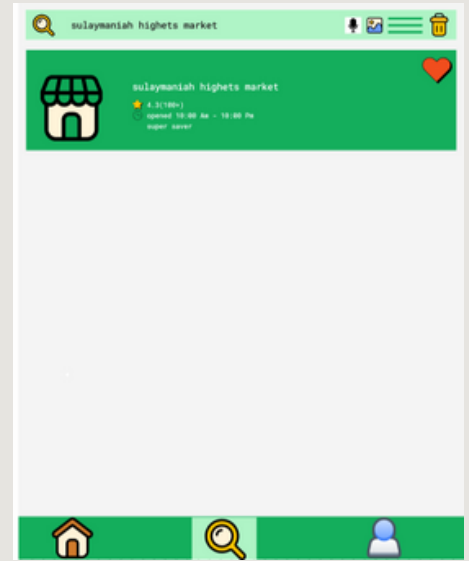 sulaymaniah highets market
sulaymaniah highets market
4.3(100+)
opened 10:00 Am - 10:00 Pm
super saver